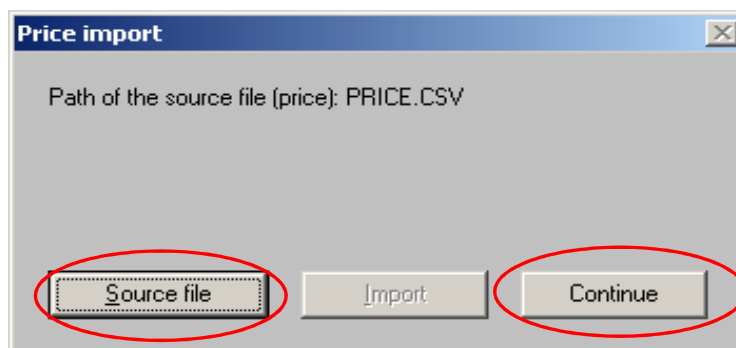 Price import
Path of the source file (price): PRICE.CSV
Source file
Import
Continue